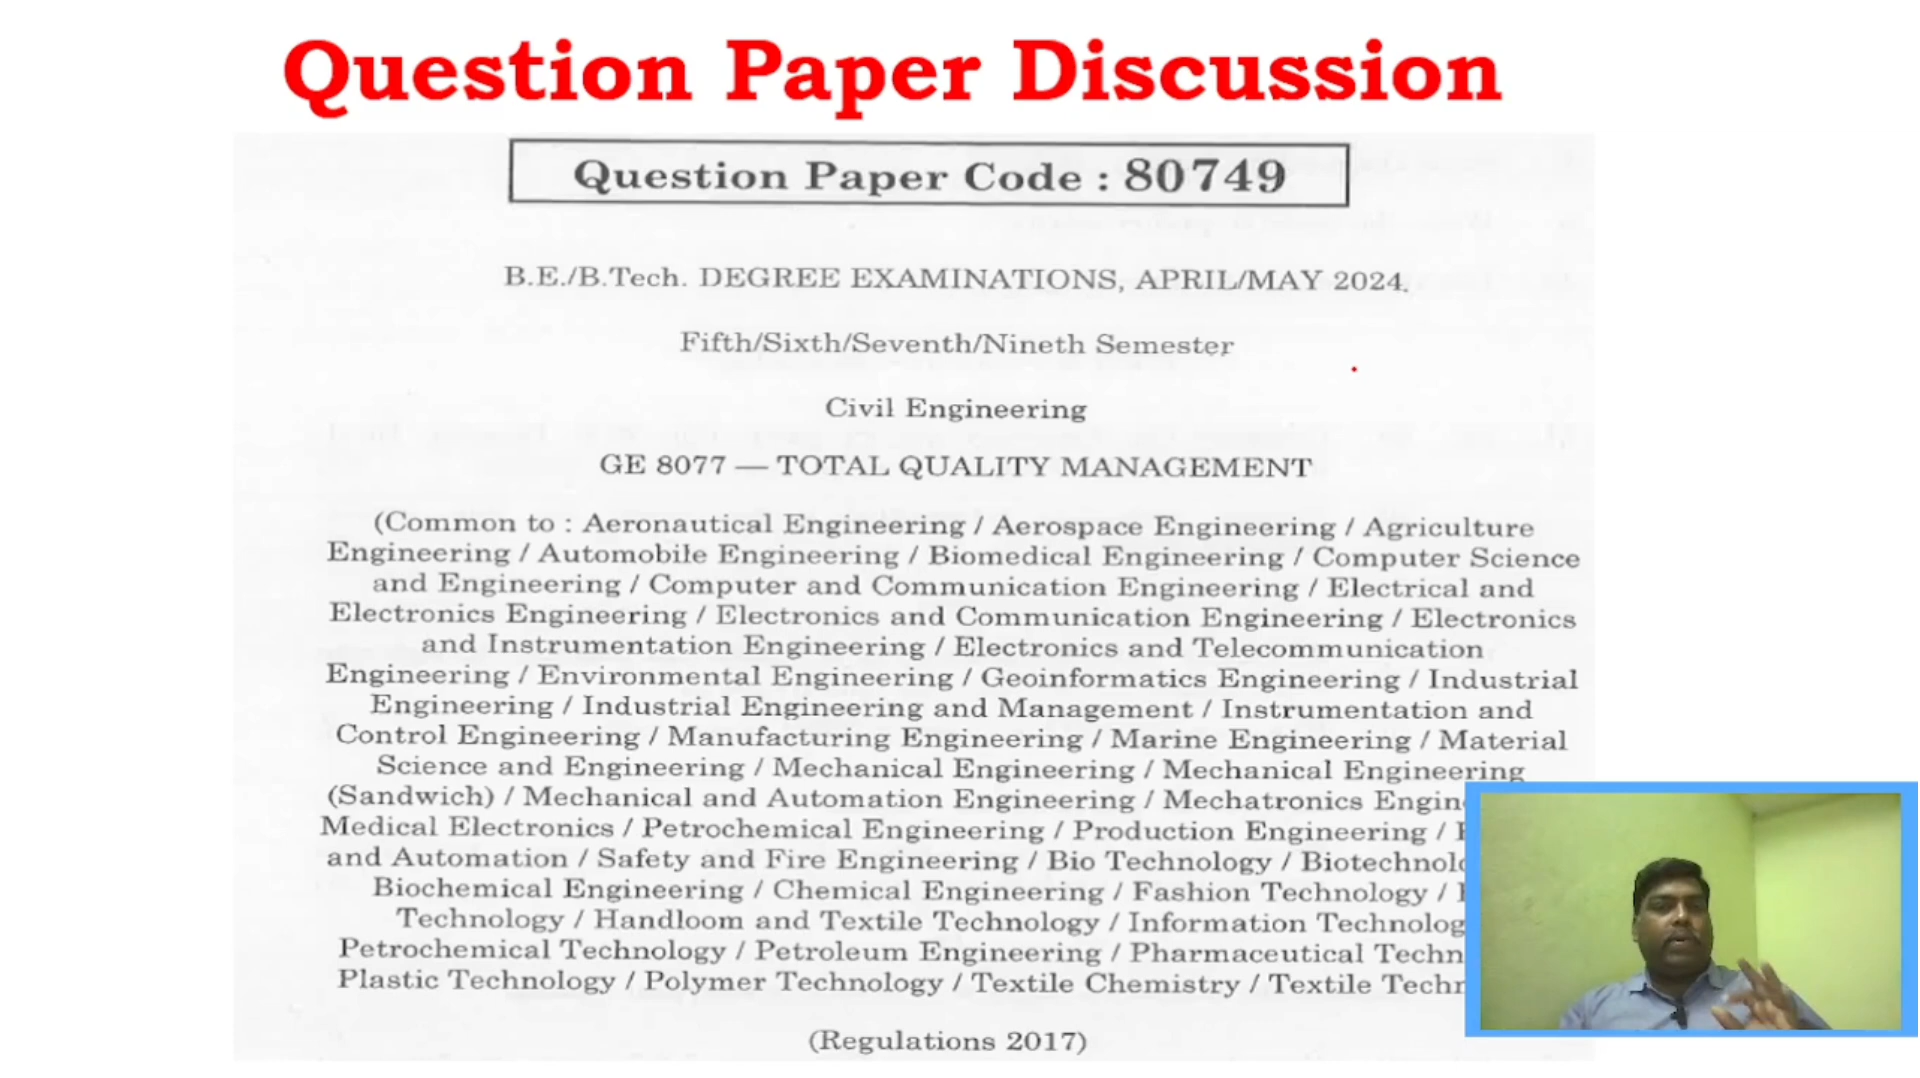 Question Paper Discussion
Question Paper Code : 80749
B.E./B.Tech. DEGREE EXAMINATIONS, APRIL/MAY 2024.
Fifth/Sixth/Seventh/Nineth Semester
Civil Engineering
GE 8077 — TOTAL QUALITY MANAGEMENT
(Common to : Aeronautical Engineering / Aerospace Engineering / Agriculture
Engineering / Automobile Engineering / Biomedical Engineering / Computer Science
and Engineering / Computer and Communication Engineering / Electrical and
Electronics Engineering / Electronics and Communication Engineering / Electronics
and Instrumentation Engineering / Electronics and Telecommunication
Engineering / Environmental Engineering / Geoinformatics Engineering / Industrial
Engineering / Industrial Engineering and Management / Instrumentation and
Control Engineering / Manufacturing Engineering / Marine Engineering / Material
Science and Engineering / Mechanical Engineering / Mechanical Engineering
(Sandwich) / Mechanical and Automation Engineering / Mechatronics
Medical Electronics / Petrochemical Engineering / Production Engineering /
and Automation / Safety and Fire Engineering / Bio Technology /
Biochemical Engineering / Chemical Engineering / Fashion Technology /
Technology / Handloom and Textile Technology / Information
Petrochemical Technology / Petroleum Engineering / Pharmaceutical
Plastic Technology / Polymer Technology / Textile Chemistry / Textile
(Regulations 2017)